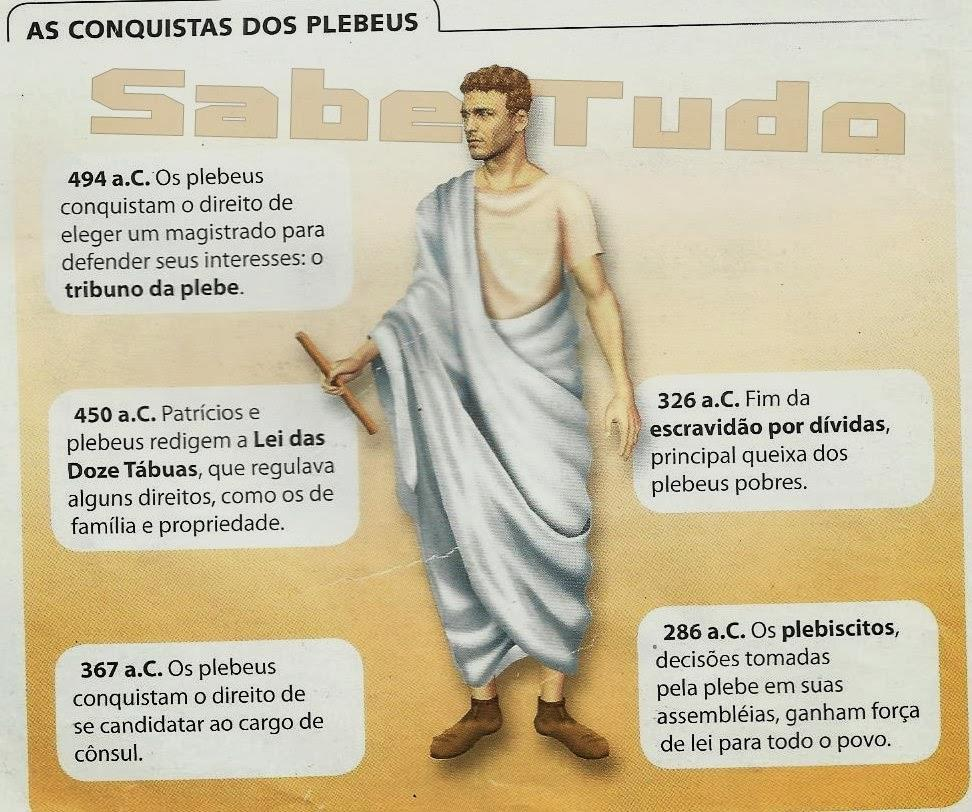 AS CONQUISTAS DOS PLEBEUS
Sabe Tudo
494 a.C. Os plebeus
conquistam o direito de
eleger um magistrado para
defender seus interesses: o
tribuno da plebe.
450 a.C. Patrícios e
plebeus redigem a Lei das
Doze Tábuas, que regulava
alguns direitos, como os de
família e propriedade.
367 a.C. Os plebeus
conquistam o direito de
se candidatar ao cargo de
cônsul.
326 a.C. Fim da
escravidão por dívidas,
principal queixa dos
plebeus pobres.
286 a.C. Os plebiscitos,
decisões tomadas
pela plebe em suas
assembléias, ganham força
de lei para todo o povo.